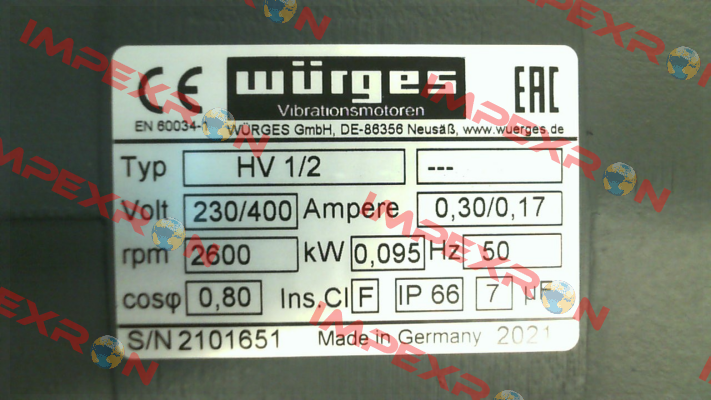 CE würges EAC
Vibrationsmotoren
EN 60034-1 WÜRGES GmbH, DE-86356 Neusäß, www.wuerges.de
Typ HV 1/2 ---
Volt 230/400 Ampere 0,30/0,17
rpm 2600 kW 0,095 Hz 50
cosφ 0,80 Ins.Cl F IP 66 7 µF
S/N 2101651 Made in Germany 2021
IMPEXRON